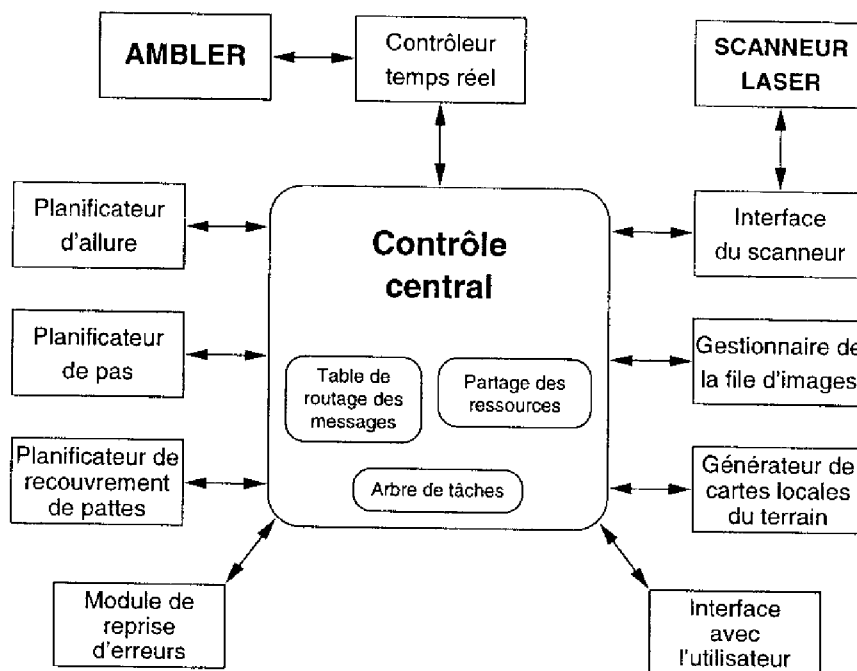 AMBLER
Contrôleur
temps réel
SCANNEUR
LASER
Planificateur
d'allure
Contrôle
central
Interface
du scanneur
Planificateur
de pas
Table de
routage des
messages
Partage des
ressources
Gestionnaire de
la file d'images
Planificateur de
recouvrement
de pattes
Arbre de tâches
Générateur de
cartes locales
du terrain
Module de
reprise
d'erreurs
Interface
avec
l'utilisateur